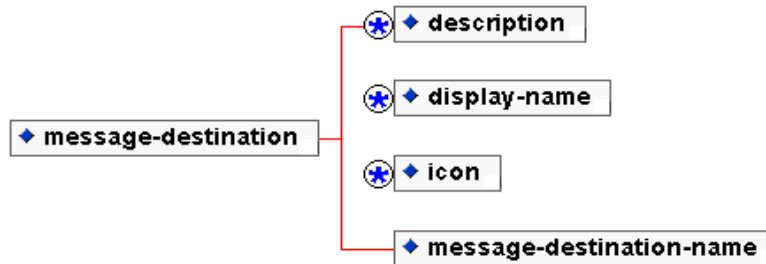 description
display-name
message-destination
icon
message-destination-name